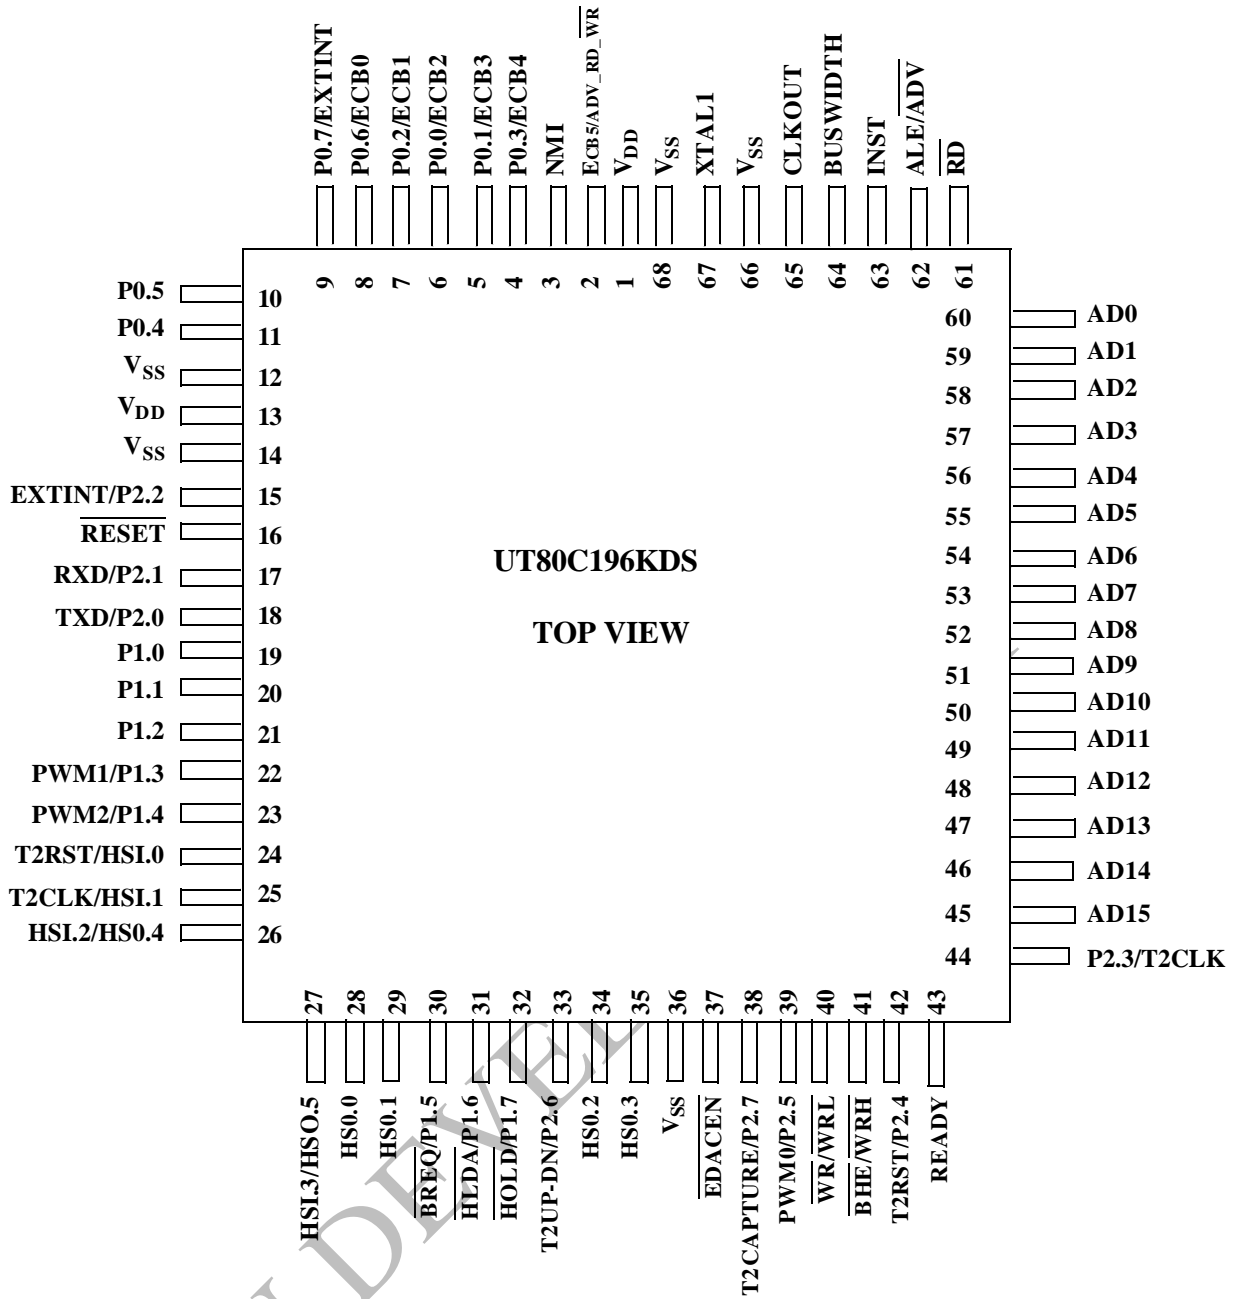 P0.7/EXTINT
P0.6/ECB0
P0.2/ECB1
P0.0/ECB2
P0.1/ECB3
P0.3/ECB4
NMI
ECB5/ADV_RD_WR
VDD
VSS
XTAL1
VSS
CLKOUT
BUSWIDTH
INST
ALE/ADV
RD
9 8 7 6 5 4 3 2 1 68 67 66 65 64 63 62 61
P0.5 10
P0.4 11
VSS 12
VDD 13
VSS 14
EXTINT/P2.2 15
RESET 16
RXD/P2.1 17
TXD/P2.0 18
P1.0 19
P1.1 20
P1.2 21
PWM1/P1.3 22
PWM2/P1.4 23
T2RST/HSI.0 24
T2CLK/HSI.1 25
HSI.2/HS0.4 26
UT80C196KDS
TOP VIEW
60 AD0
59 AD1
58 AD2
57 AD3
56 AD4
55 AD5
54 AD6
53 AD7
52 AD8
51 AD9
50 AD10
49 AD11
48 AD12
47 AD13
46 AD14
45 AD15
44 P2.3/T2CLK
27 28 29 30 31 32 33 34 35 36 37 38 39 40 41 42 43
HSI.3/HSO.5
HS0.0
HS0.1
BREQ/P1.5
HLDA/P1.6
HOLD/P1.7
T2UP-DN/P2.6
HS0.2
HS0.3
VSS
EDACEN
T2CAPTURE/P2.7
PWM0/P2.5
WR/WRL
BHE/WRH
T2RST/P2.4
READY